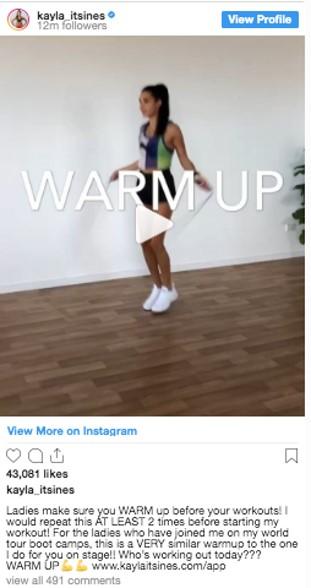 kayla_itsines
12m followers
View Profile
WARM UP
View More on Instagram
43,081 likes
kayla_itsines
Ladies make sure you WARM up before your workouts! I
would repeat this AT LEAST 2 times before starting my
workout! For the ladies who have joined me on my world
tour boot camps, this is a VERY similar warmup to the one
I do for you on stage!! Who's working out today???
WARM UP💪💪 www.kaylaitsines.com/app
view all 491 comments